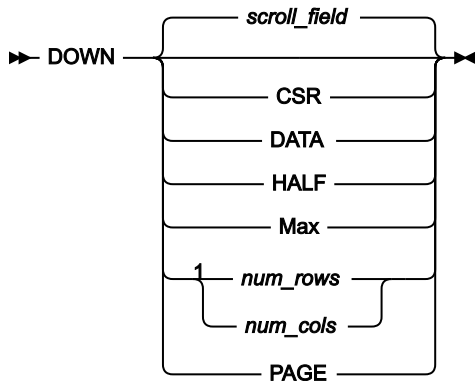 scroll_field
DOWN
CSR
DATA
HALF
Max
1
num_rows
num_cols
PAGE